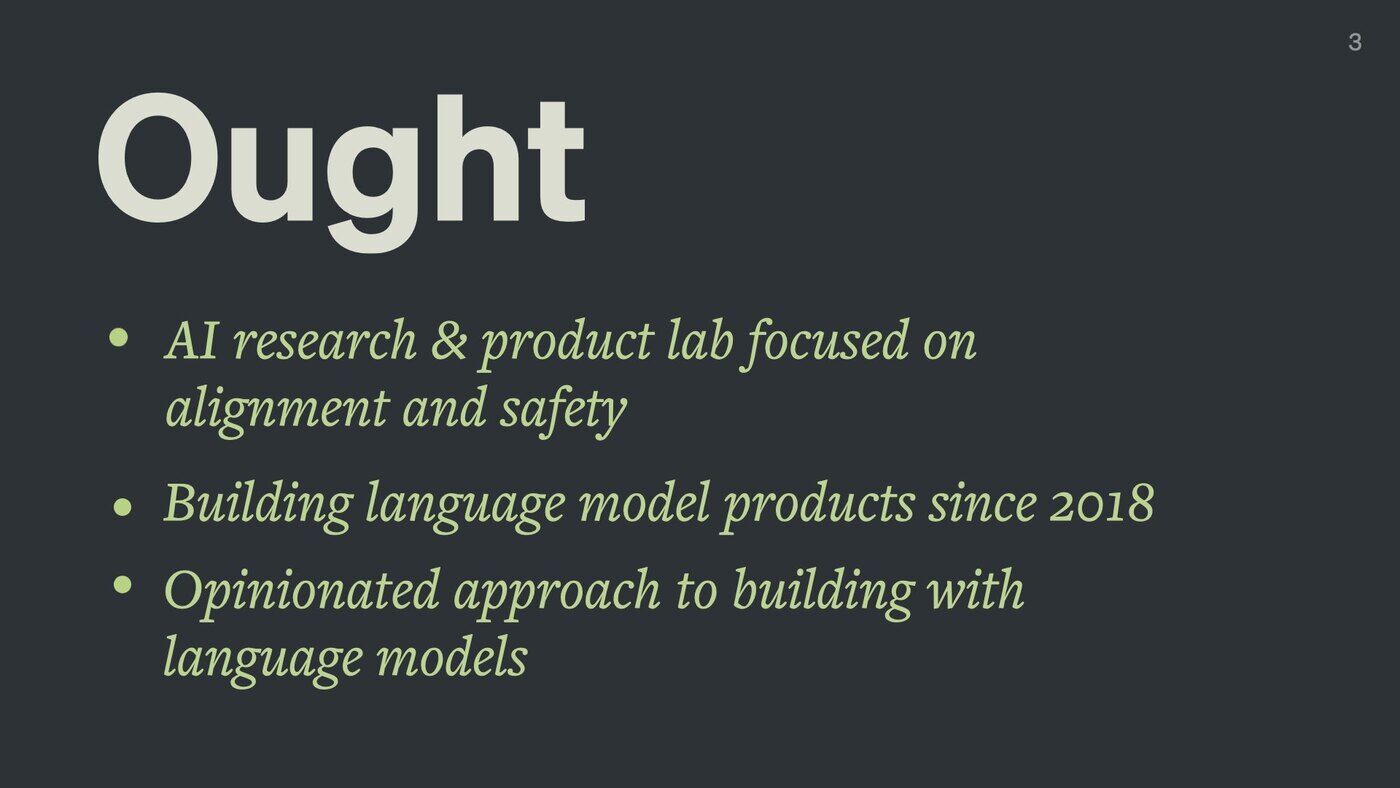 3
Ought
• AI research & product lab focused on
alignment and safety
• Building language model products since 2018
• Opinionated approach to building with
language models